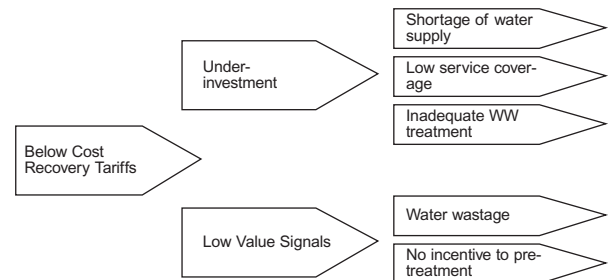 Shortage of water
supply
Under-
investment
Low service cover-
age
Inadequate WW
treatment
Below Cost
Recovery Tariffs
Low Value Signals
Water wastage
No incentive to pre-
treatment